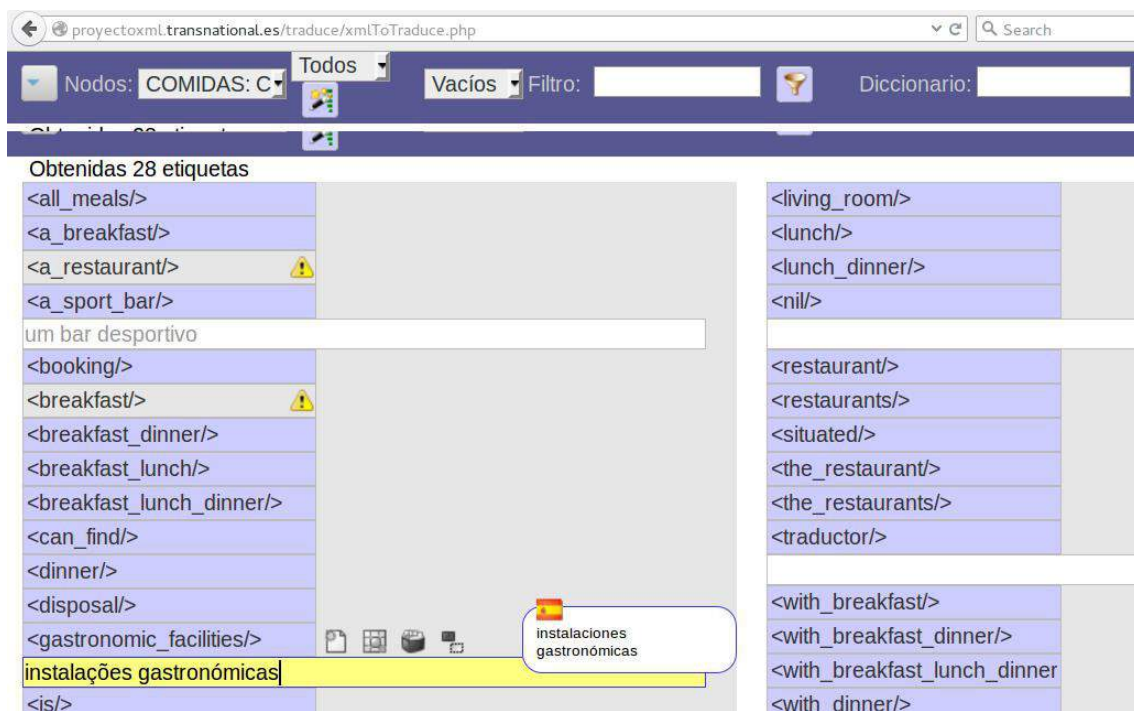 proyectoxml.transnational.es/traduce/xmlToTraduce.php
Search
Nodos: COMIDAS: C
Todos
Vacíos
Filtro:
Diccionario:
Obtenidas 28 etiquetas
<all_meals/>
<a_breakfast/>
<a_restaurant/>
<a_sport_bar/>
um bar desportivo
<booking/>
<breakfast/>
<breakfast_dinner/>
<breakfast_lunch/>
<breakfast_lunch_dinner/>
<can_find/>
<dinner/>
<disposal/>
<gastronomic_facilities/>
instalaciones
gastronómicas
instalações gastronómicas
<is/>
<living_room/>
<lunch/>
<lunch_dinner/>
<nil/>
<restaurant/>
<restaurants/>
<situated/>
<the_restaurant/>
<the_restaurants/>
<traductor/>
<with_breakfast/>
<with_breakfast_dinner/>
<with_breakfast_lunch_dinner
<with_dinner/>